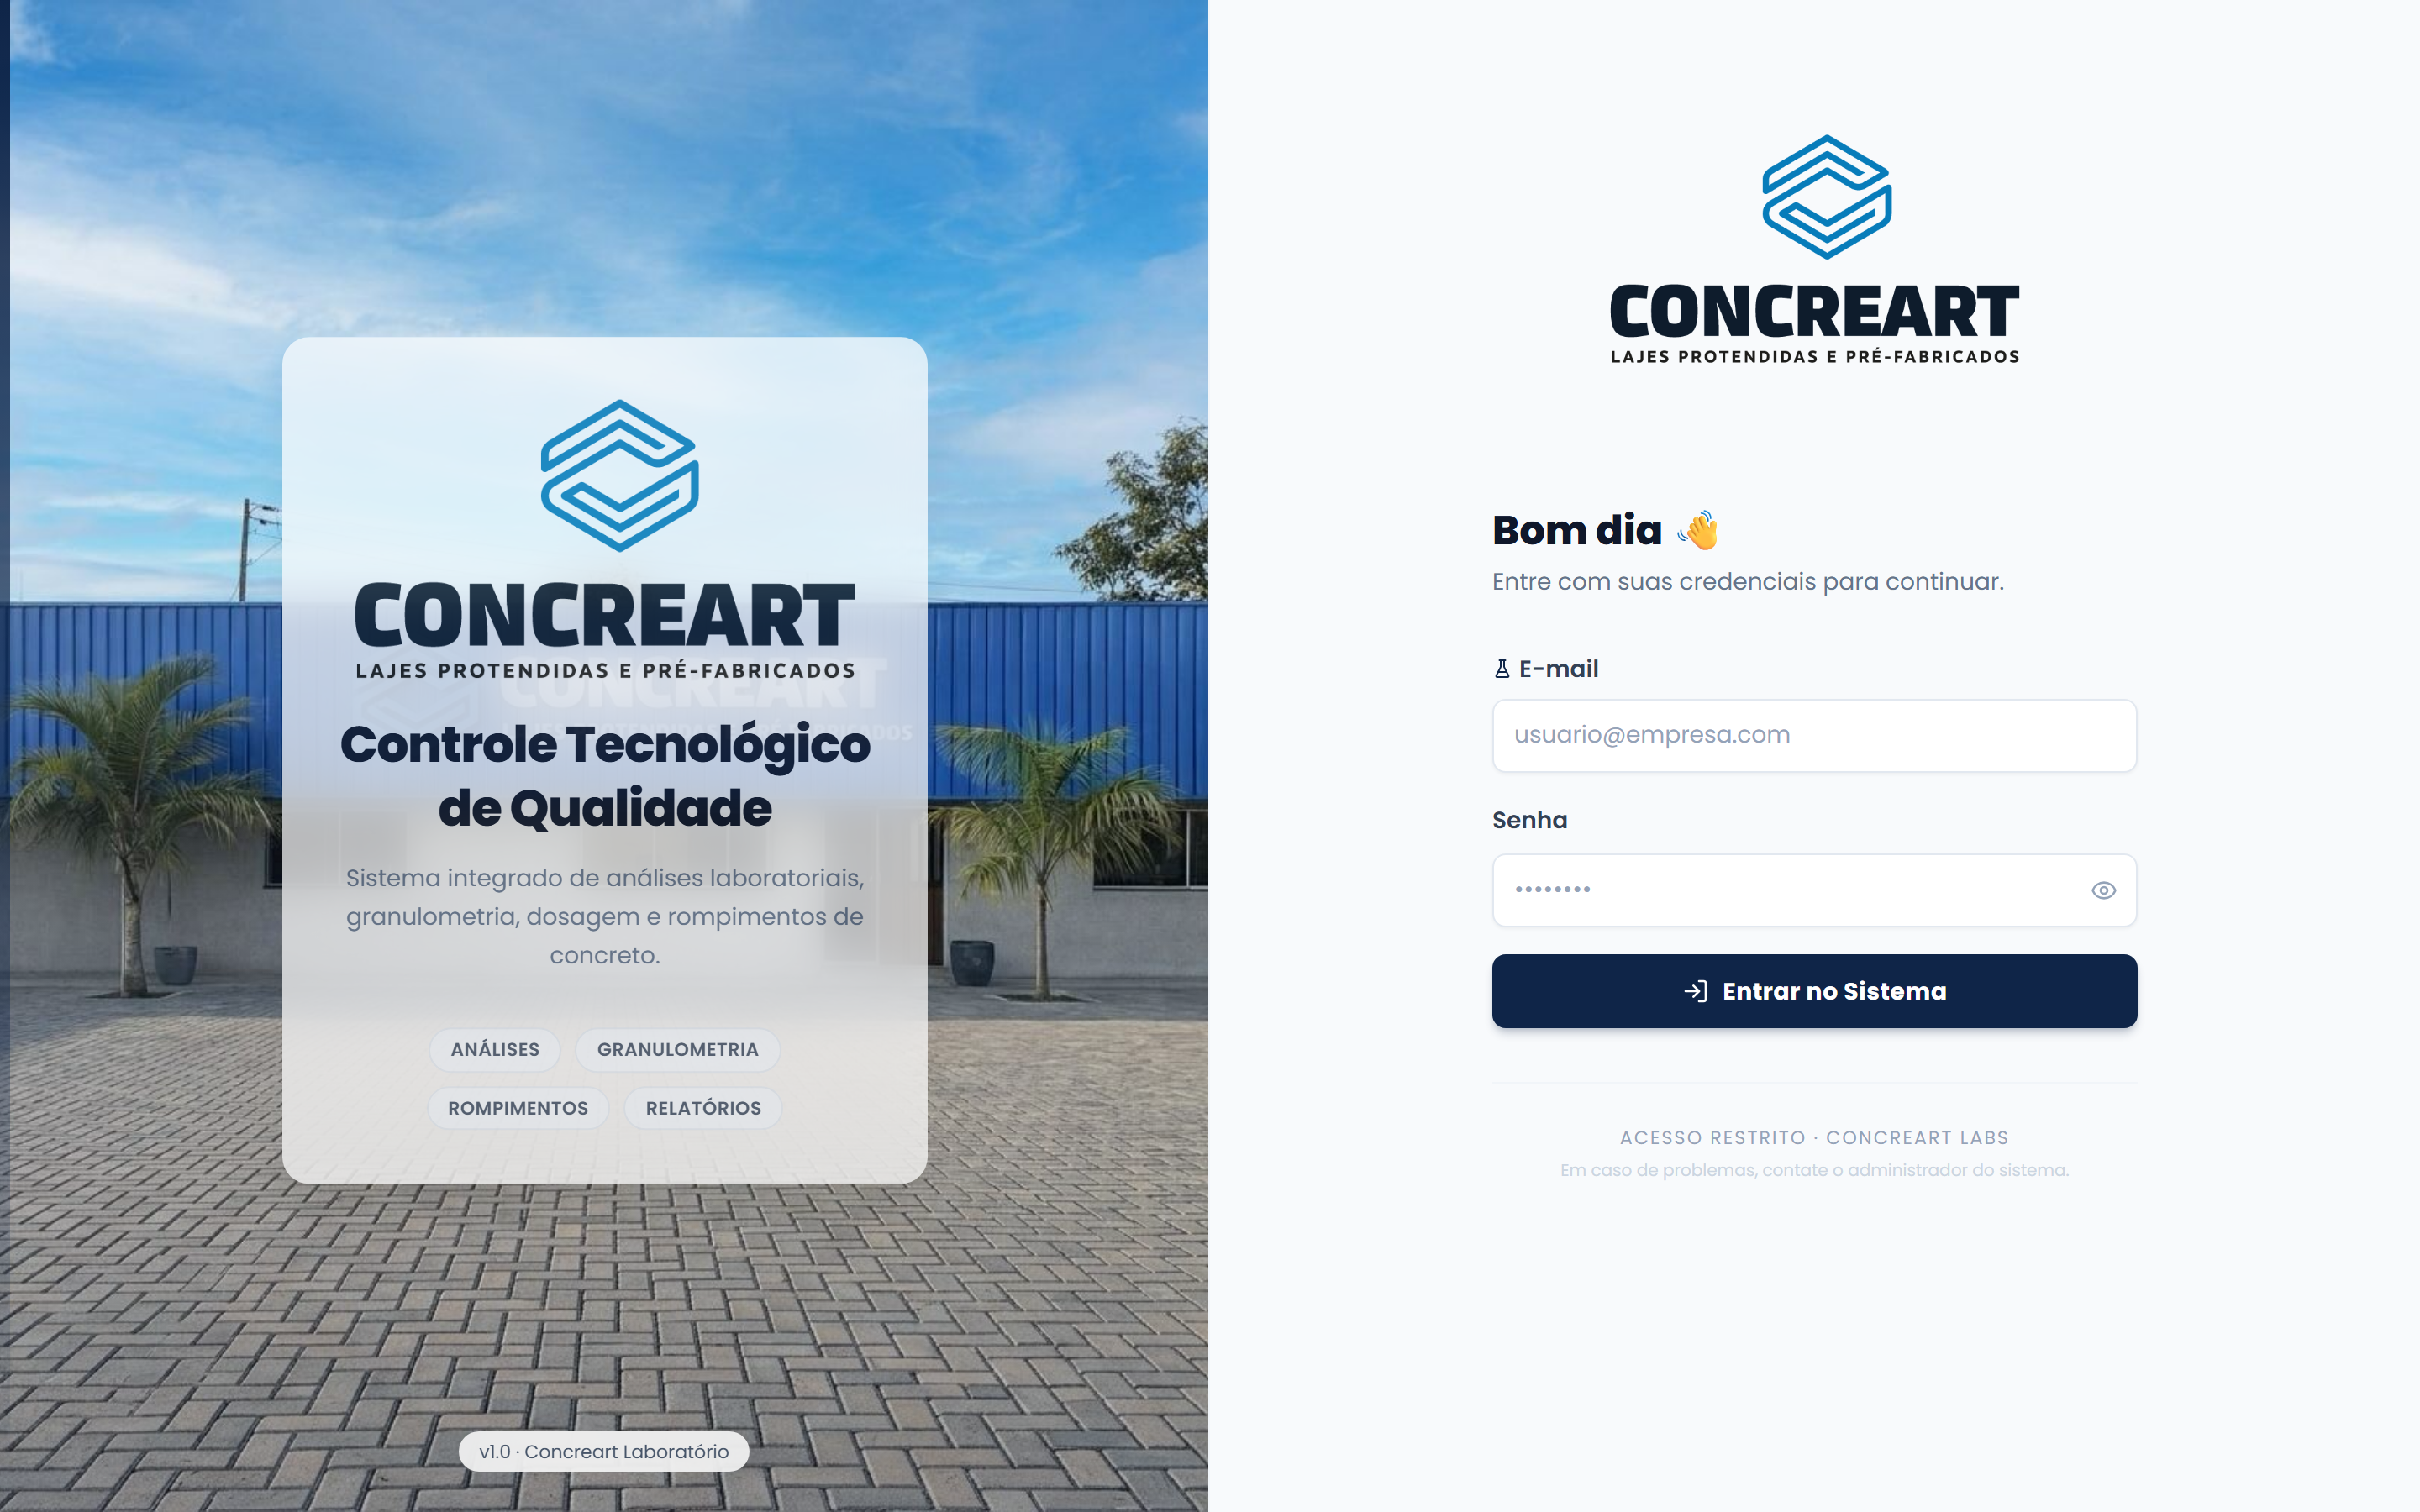 CONCREART
LAJES PROTENDIDAS E PRÉ-FABRICADOS
Controle Tecnológico
de Qualidade
Sistema integrado de análises laboratoriais,
granulometria, dosagem e rompimentos de
concreto.
ANÁLISES
GRANULOMETRIA
ROMPIMENTOS
RELATÓRIOS
v1.0 · Concreart Laboratório
CONCREART
LAJES PROTENDIDAS E PRÉ-FABRICADOS
Bom dia 👋
Entre com suas credenciais para continuar.
E-mail
usuario@empresa.com
Senha
••••••••
Entrar no Sistema
ACESSO RESTRITO · CONCREART LABS
Em caso de problemas, contate o administrador do sistema.